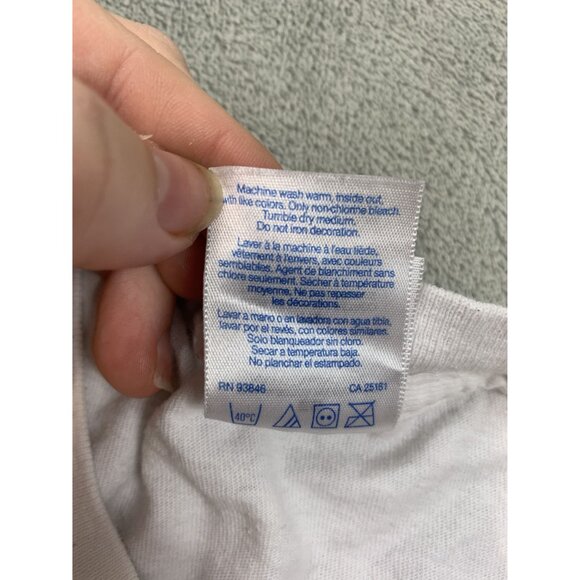 Machine wash warm, inside out,
with like colors. Only non-chlorine bleach.
Tumble dry medium.
Do not iron decoration.
Laver à la machine à l'eau tiède,
vêtement à l'envers, avec couleurs
semblables. Agent de blanchiment sans
chlore seulement. Sécher à température
moyenne. Ne pas repasser
les décorations.
Lavar a mano o en lavadora con agua tibia,
lavar por el revés, con colores similares.
Solo blanqueador sin cloro.
Secar a temperatura baja.
No planchar el estampado.
RN 93846 CA 25161
40°C